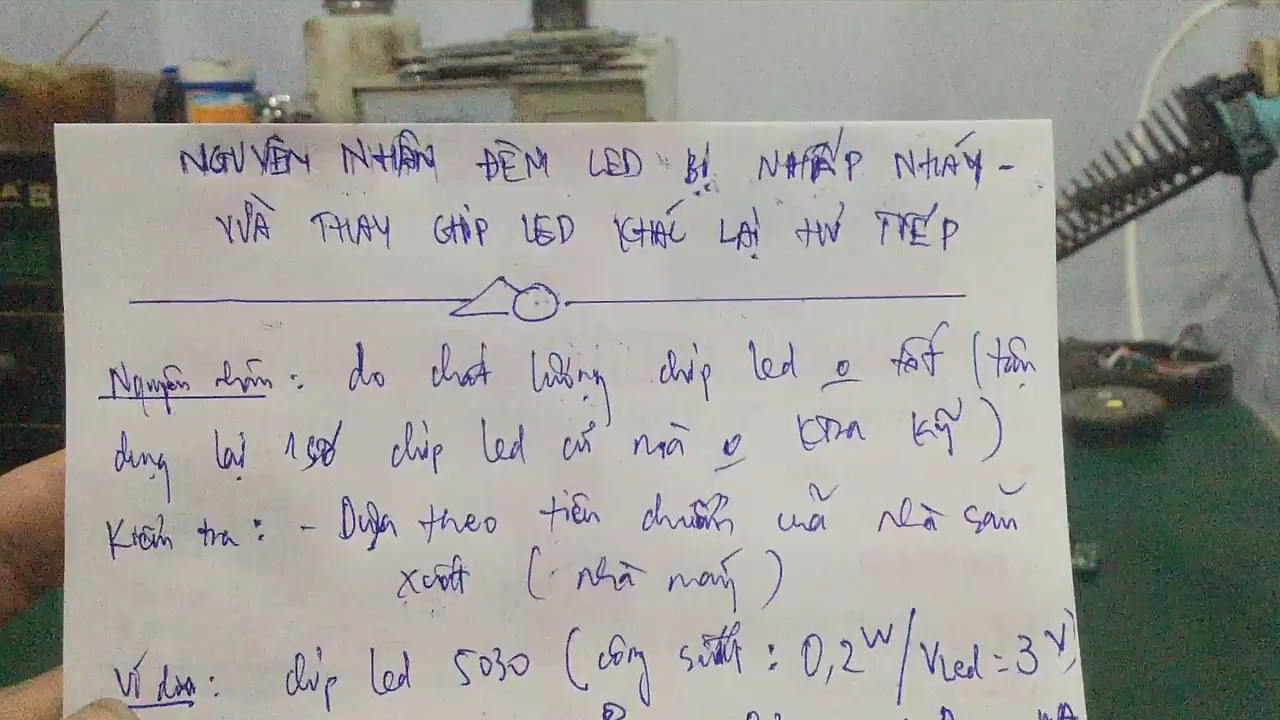 NGUYÊN NHÂN ĐÈN LED BỊ NHẤP NHÁY -
VỪA THAY CHIP LED KHÁC LẠI HƯ TIẾP
Nguyên nhân : do chất lượng chip led o tốt (tận
dụng lại chip led cũ mà o ktra kỹ )
Kiểm tra : - Dựa theo tiêu chuẩn của nhà sản
xuất ( nhà máy )
Ví dụ : chip led 5030 ( công suất : 0,2W / Vled = 3V)